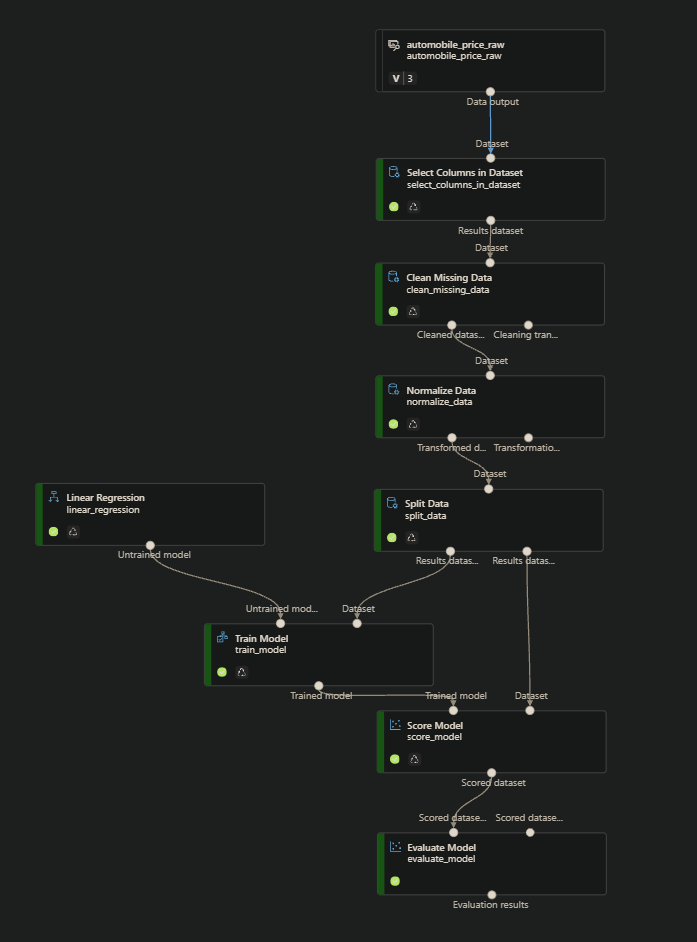 automobile_price_raw
automobile_price_raw
V 3
Data output
Dataset
Select Columns in Dataset
select_columns_in_dataset
Results dataset
Dataset
Clean Missing Data
clean_missing_data
Cleaned datas... Cleaning tran...
Dataset
Normalize Data
normalize_data
Transformed d... Transformatio...
Dataset
Linear Regression
linear_regression
Untrained model
Split Data
split_data
Results datas... Results datas...
Untrained mod... Dataset
Train Model
train_model
Trained model
Trained model Dataset
Score Model
score_model
Scored dataset
Scored datase... Scored datase...
Evaluate Model
evaluate_model
Evaluation results